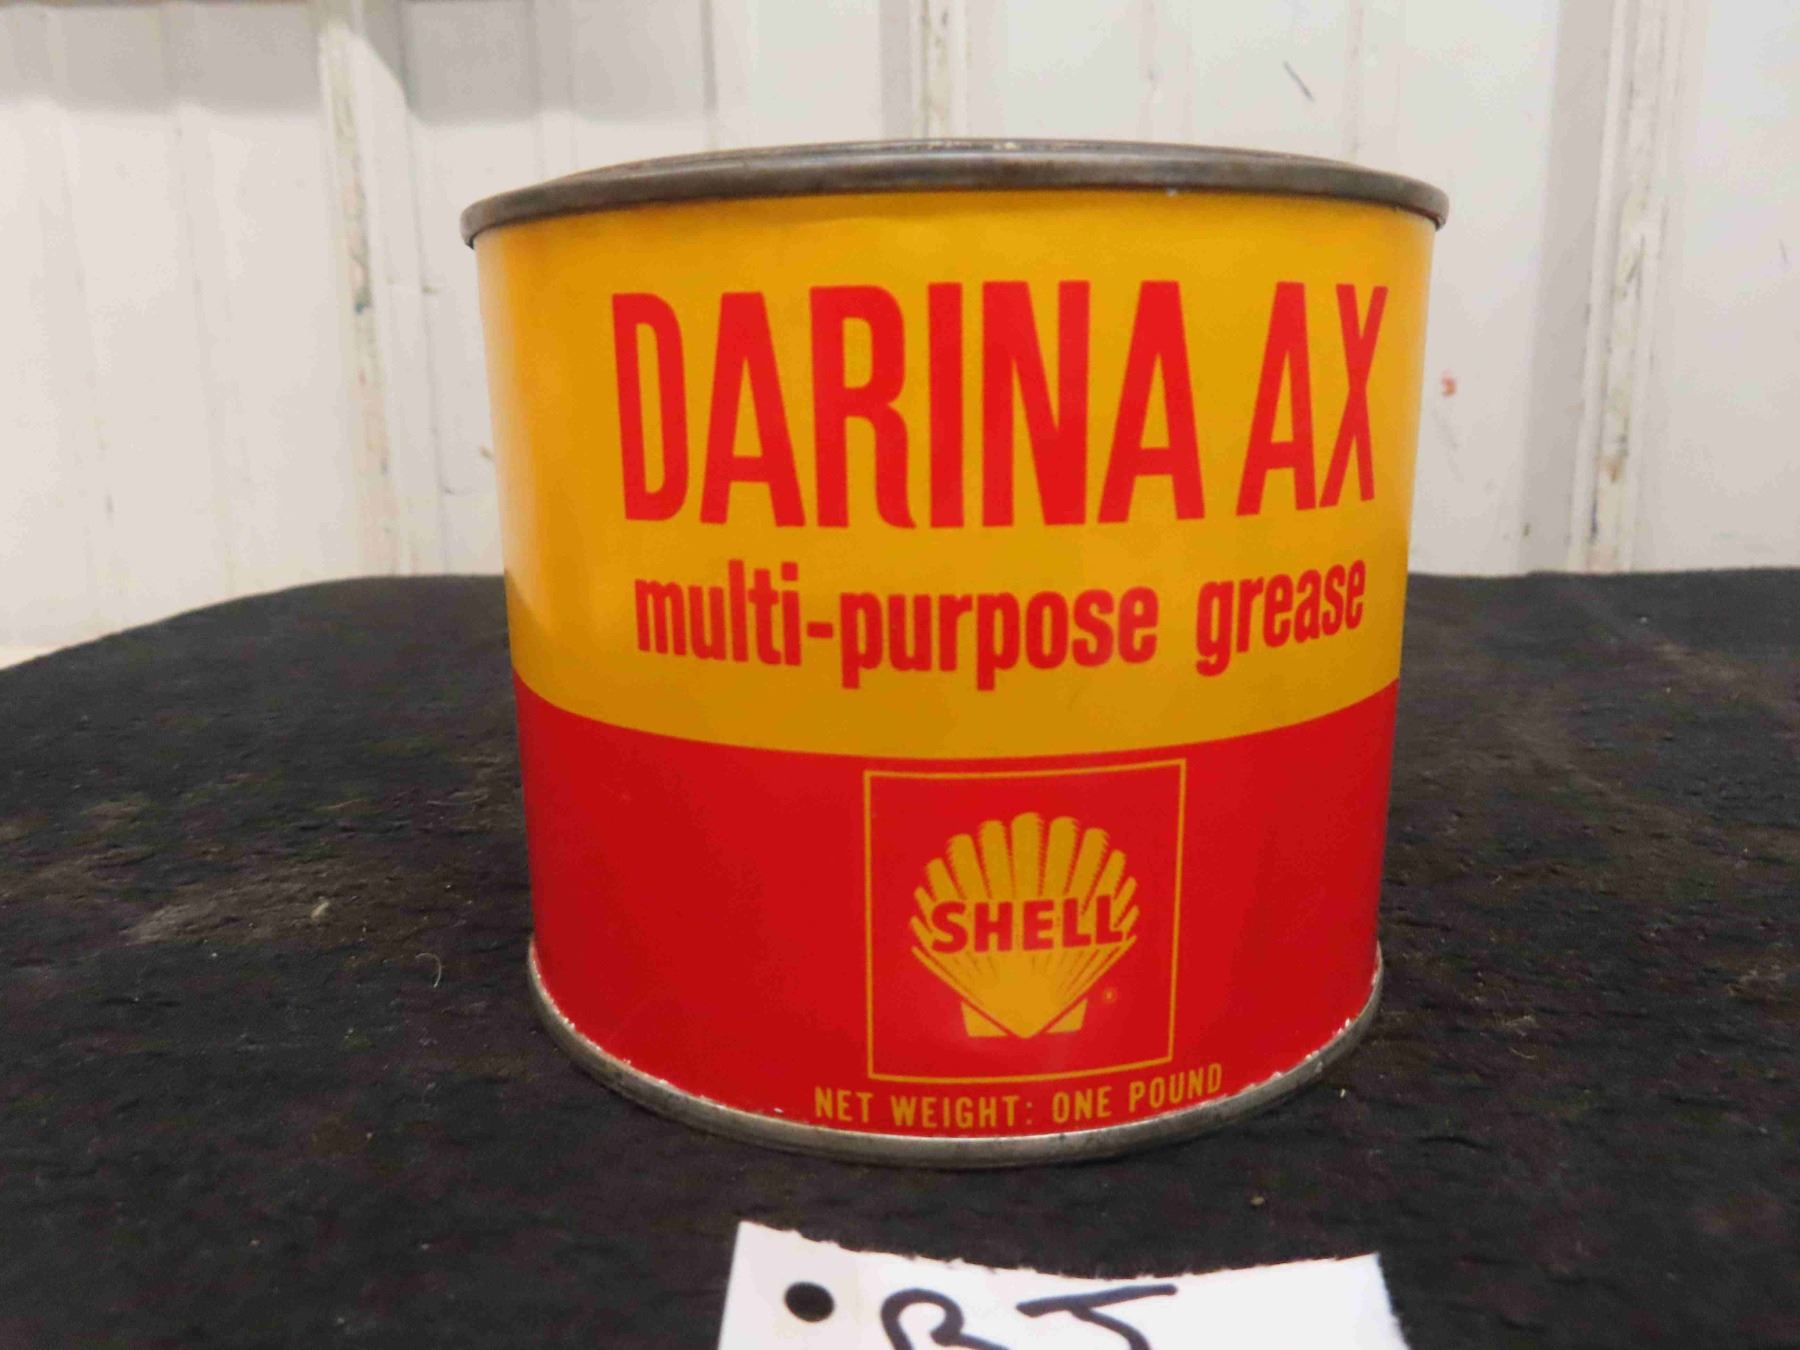 DARINA AX
multi-purpose grease
SHELL
®
NET WEIGHT: ONE POUND